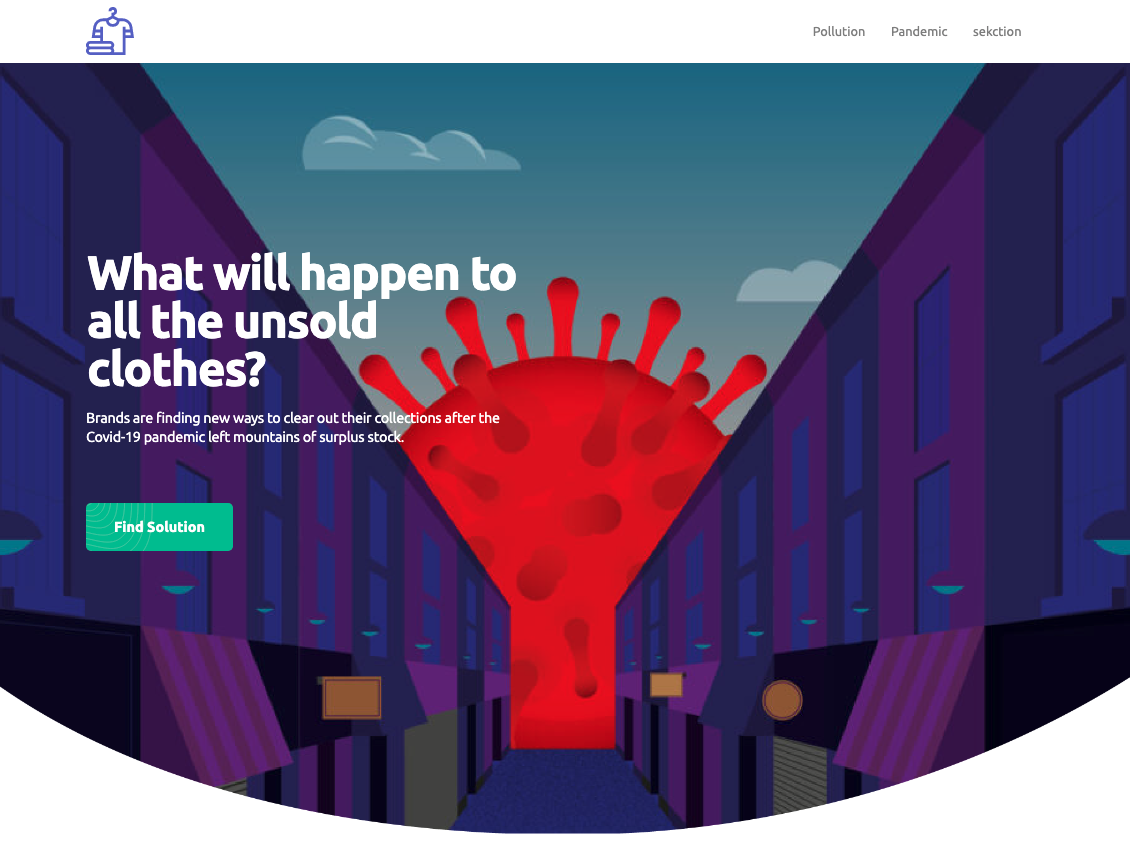 Pollution Pandemic sekction
What will happen to
all the unsold
clothes?
Brands are finding new ways to clear out their collections after the
Covid-19 pandemic left mountains of surplus stock.
Find Solution